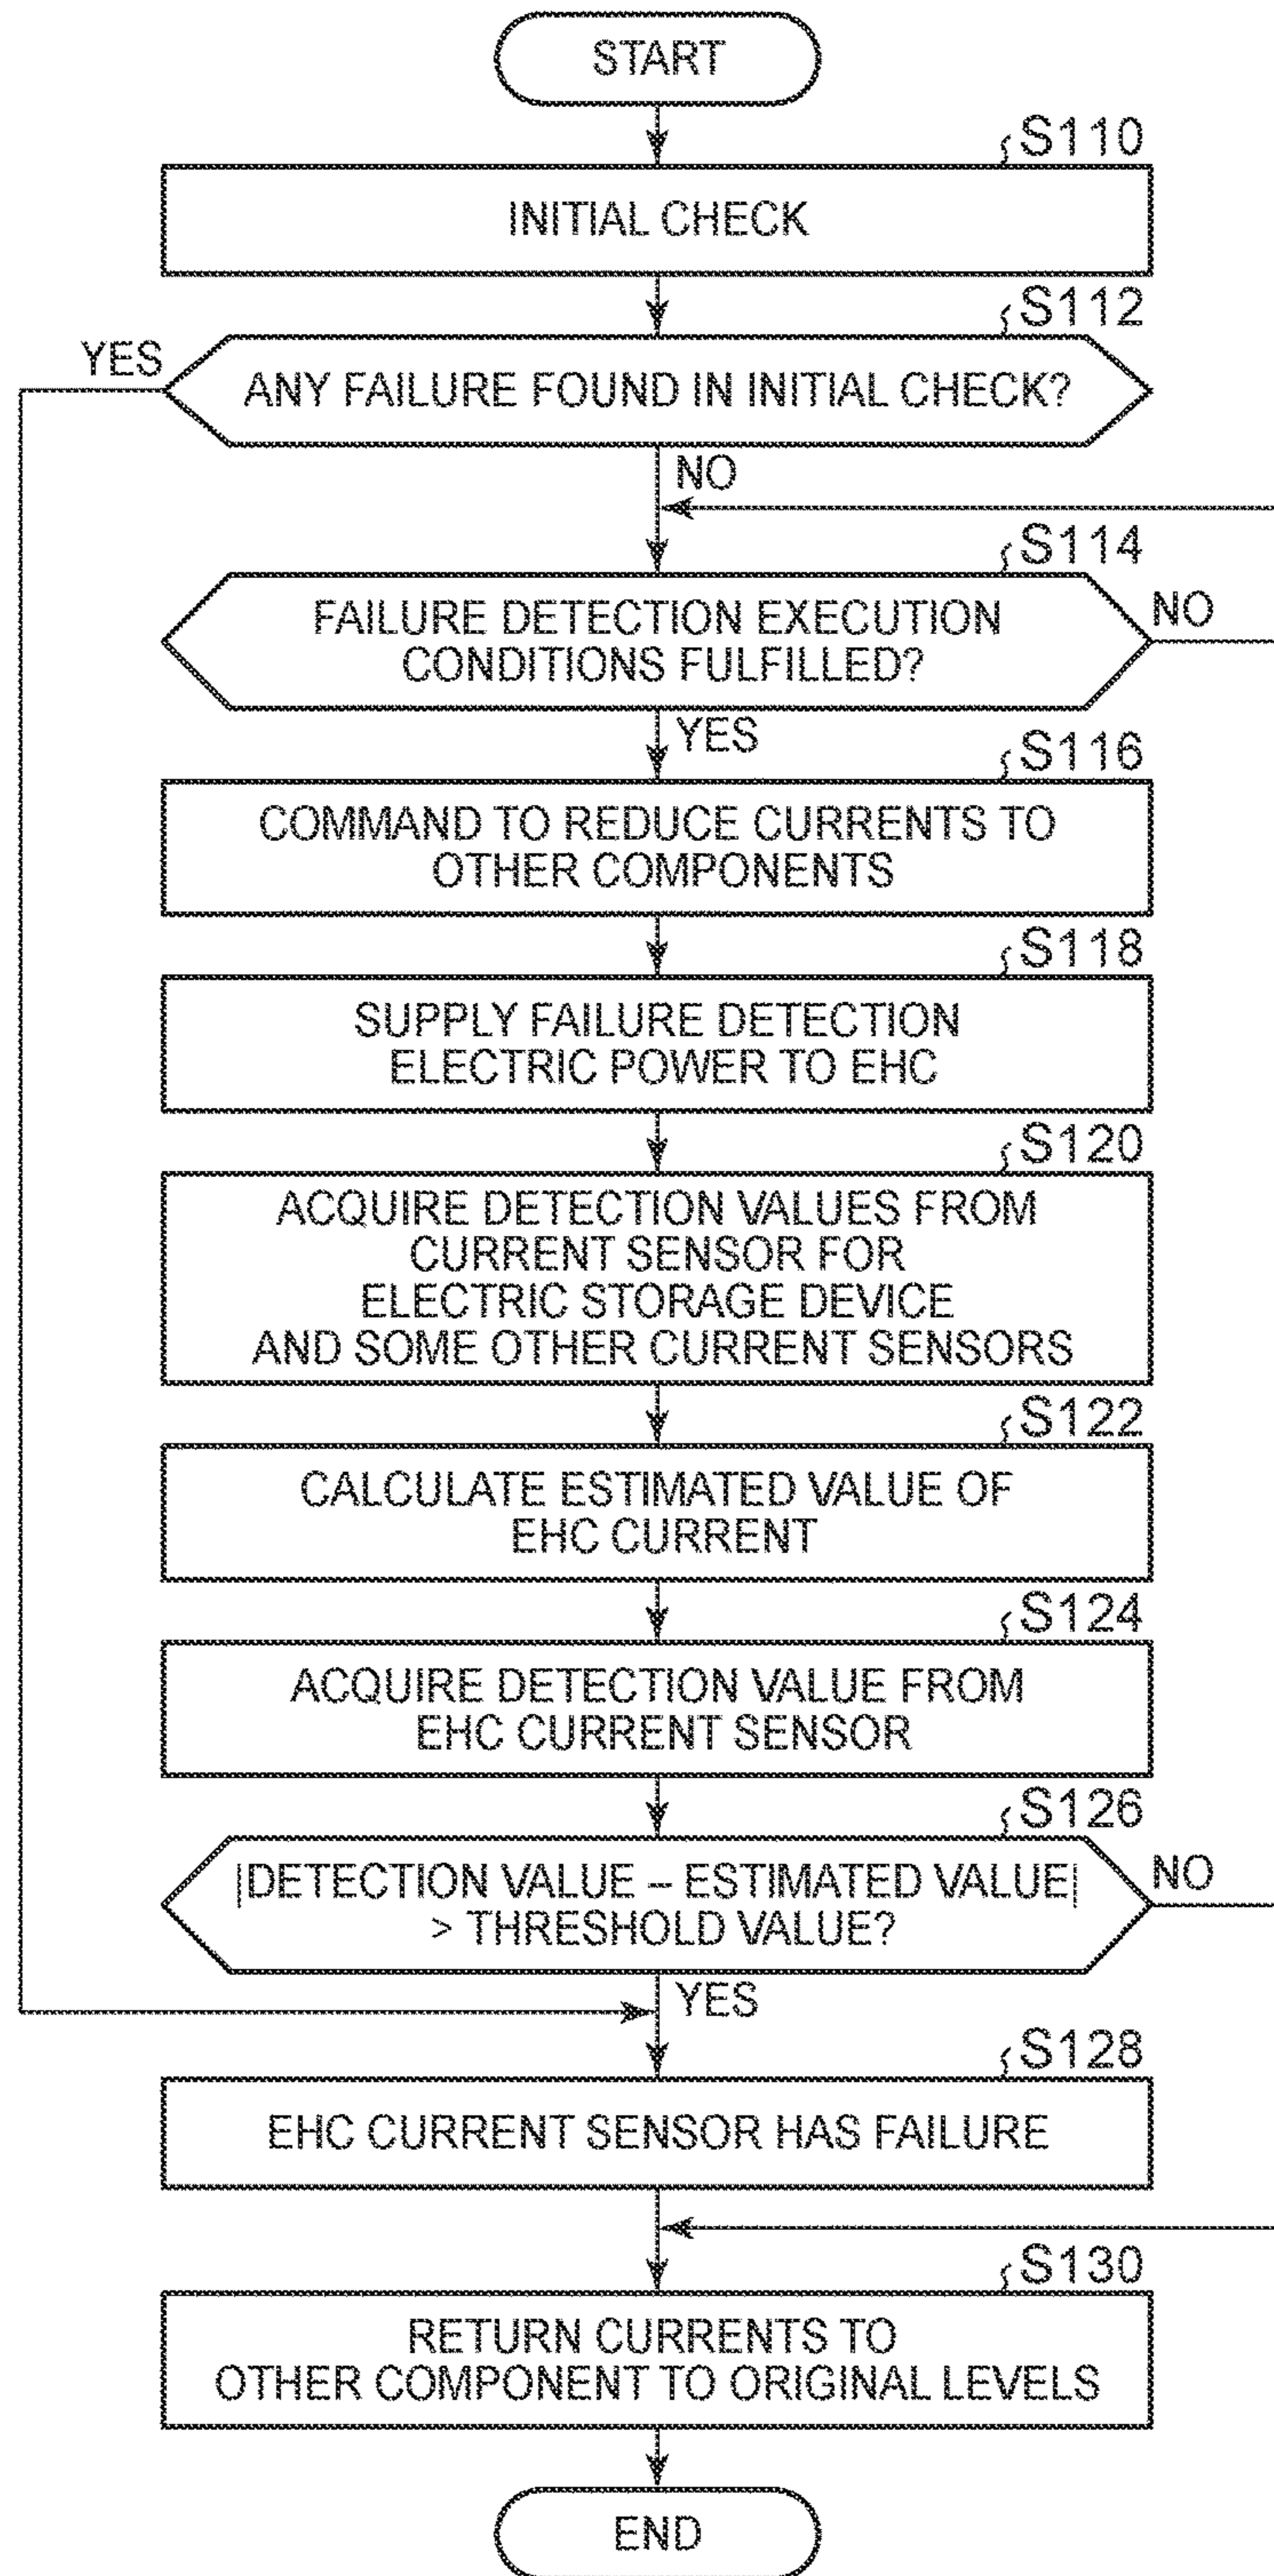 START
S110
INITIAL CHECK
S112
YES
ANY FAILURE FOUND IN INITIAL CHECK?
NO
S114
FAILURE DETECTION EXECUTION
CONDITIONS FULFILLED?
NO
YES
S116
COMMAND TO REDUCE CURRENTS TO
OTHER COMPONENTS
S118
SUPPLY FAILURE DETECTION
ELECTRIC POWER TO EHC
S120
ACQUIRE DETECTION VALUES FROM
CURRENT SENSOR FOR
ELECTRIC STORAGE DEVICE
AND SOME OTHER CURRENT SENSORS
S122
CALCULATE ESTIMATED VALUE OF
EHC CURRENT
S124
ACQUIRE DETECTION VALUE FROM
EHC CURRENT SENSOR
S126
|DETECTION VALUE – ESTIMATED VALUE|
> THRESHOLD VALUE?
NO
YES
S128
EHC CURRENT SENSOR HAS FAILURE
S130
RETURN CURRENTS TO
OTHER COMPONENT TO ORIGINAL LEVELS
END